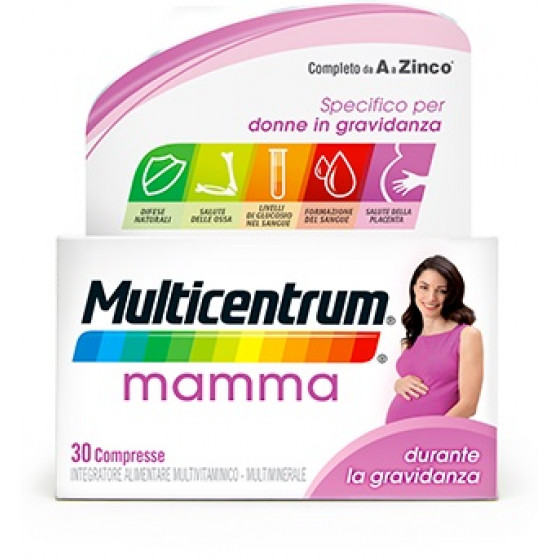 Completo da A a Zinco®
Specifico per
donne in gravidanza
DIFESE
NATURALI
SALUTE
DELLE OSSA
LIVELLI
DI GLUCOSIO
NEL SANGUE
FORMAZIONE
DEL SANGUE
SALUTE DELLA
PLACENTA
Multicentrum®
®
mamma
30 Compresse
INTEGRATORE ALIMENTARE MULTIVITAMINICO - MULTIMINERALE
durante
la gravidanza